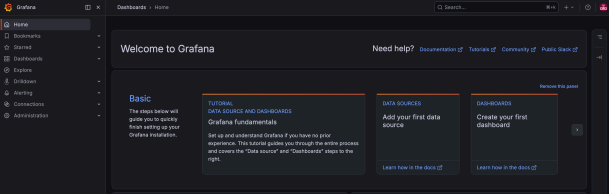 Grafana
Dashboards › Home
Search...
⌘+k
Home
Bookmarks
Starred
Dashboards
Explore
Drilldown
Alerting
Connections
Administration
Welcome to Grafana
Need help?
Documentation
Tutorials
Community
Public Slack
Remove this panel
Basic
The steps below will
guide you to quickly
finish setting up your
Grafana installation.
TUTORIAL
DATA SOURCE AND DASHBOARDS
Grafana fundamentals
Set up and understand Grafana if you have no prior
experience. This tutorial guides you through the entire process
and covers the "Data source" and "Dashboards" steps to the
right.
DATA SOURCES
Add your first data
source
Learn how in the docs
DASHBOARDS
Create your first
dashboard
Learn how in the docs